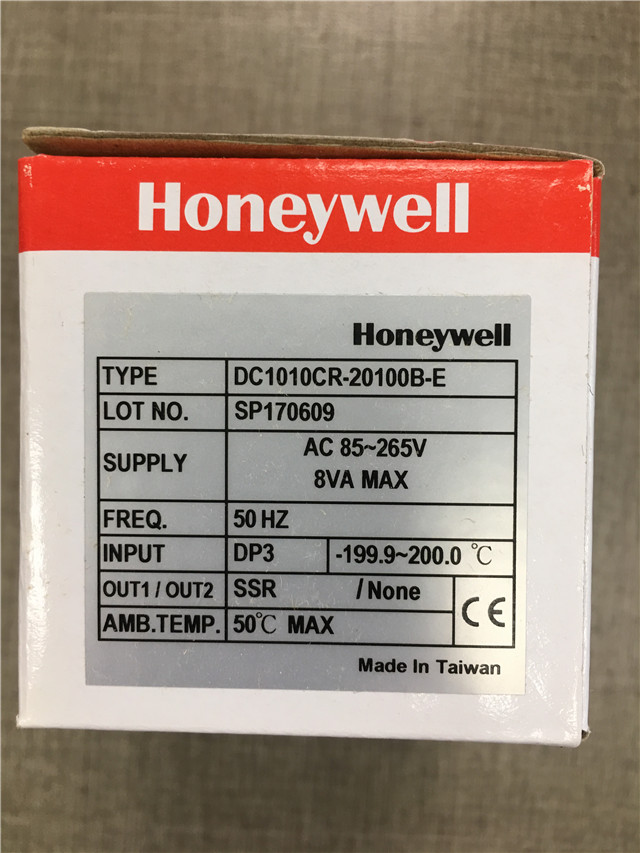 Honeywell
Honeywell
TYPE DC1010CR-20100B-E
LOT NO. SP170609
SUPPLY AC 85~265V
8VA MAX
FREQ. 50 HZ
INPUT DP3 -199.9~200.0 ℃
OUT1 / OUT2 SSR / None
AMB.TEMP. 50℃ MAX
CE
Made In Taiwan